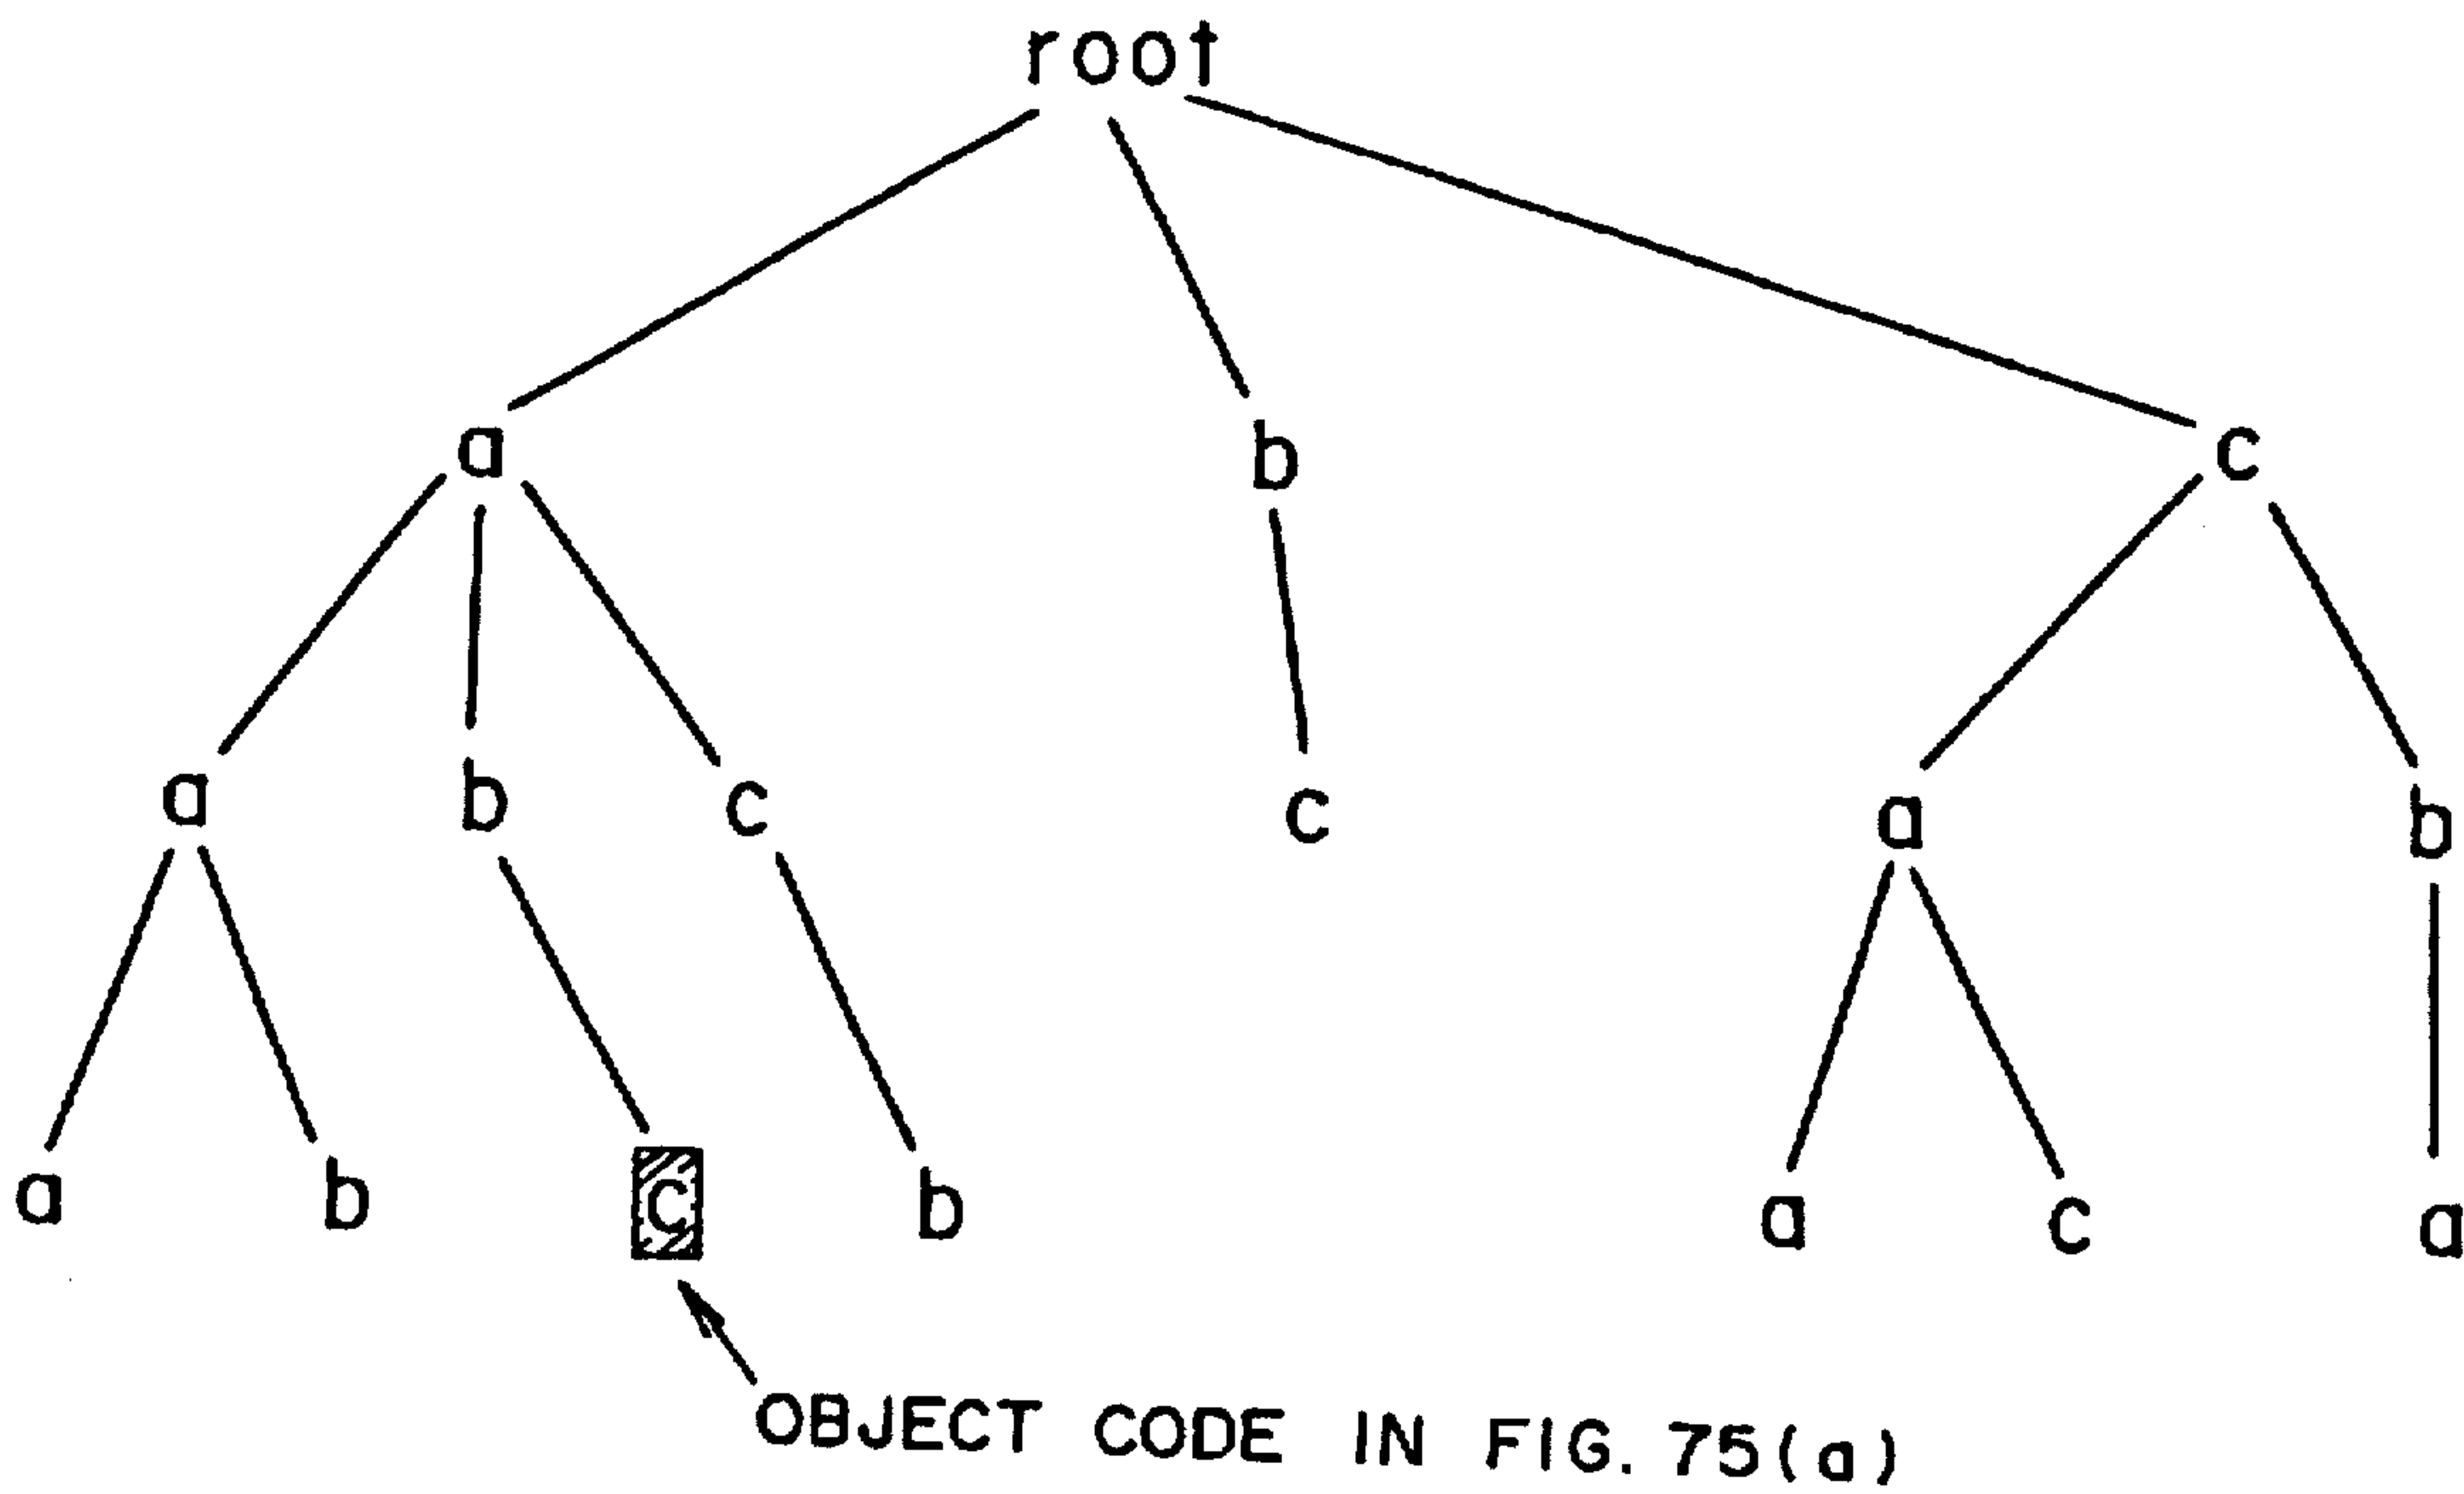 root
a b c
a b c c a b
a b c b a c a
OBJECT CODE IN FIG. 75(a)